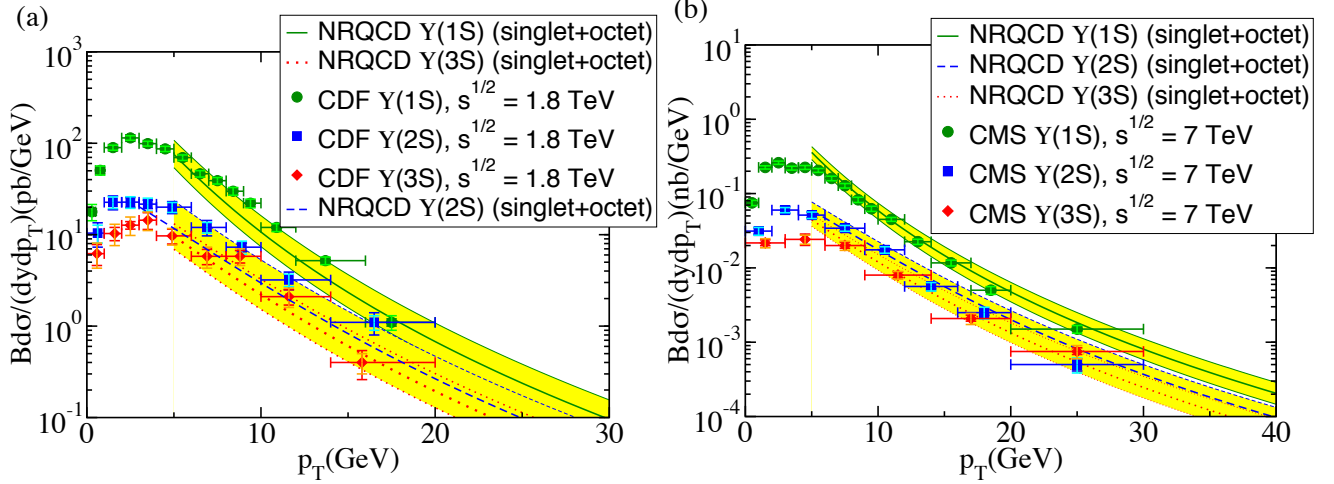 (a)
NRQCD ϒ(1S) (singlet+octet)
NRQCD ϒ(3S) (singlet+octet)
CDF ϒ(1S), s^1/2 = 1.8 TeV
CDF ϒ(2S), s^1/2 = 1.8 TeV
CDF ϒ(3S), s^1/2 = 1.8 TeV
NRQCD ϒ(2S) (singlet+octet)
Bdσ/(dydp_T)(pb/GeV)
10^3
10^2
10^1
10^0
10^-1
0 10 20 30
p_T(GeV)
(b)
NRQCD ϒ(1S) (singlet+octet)
NRQCD ϒ(2S) (singlet+octet)
NRQCD ϒ(3S) (singlet+octet)
CMS ϒ(1S), s^1/2 = 7 TeV
CMS ϒ(2S), s^1/2 = 7 TeV
CMS ϒ(3S), s^1/2 = 7 TeV
Bdσ/(dydp_T)(nb/GeV)
10^1
10^0
10^-1
10^-2
10^-3
10^-4
0 10 20 30 40
p_T(GeV)